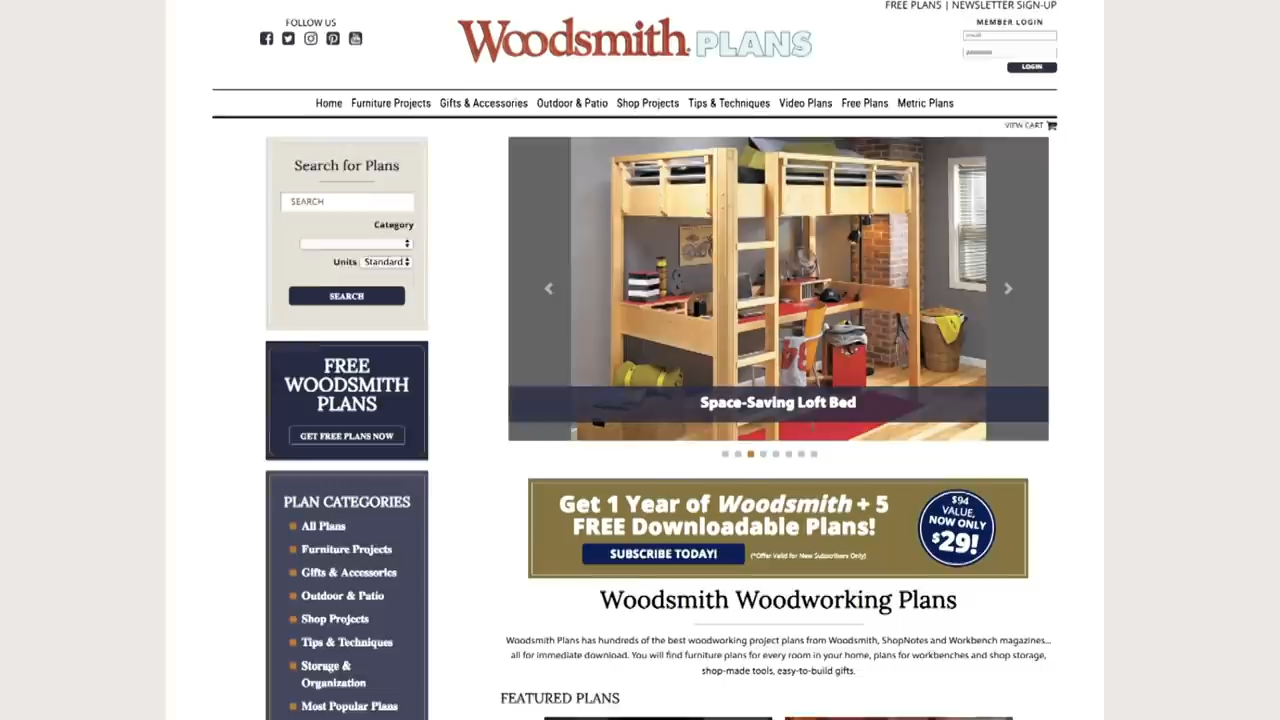 FREE PLANS | NEWSLETTER SIGN-UP
FOLLOW US
Woodsmith PLANS
MEMBER LOGIN
LOGIN
Home Furniture Projects Gifts & Accessories Outdoor & Patio Shop Projects Tips & Techniques Video Plans Free Plans Metric Plans
VIEW CART
Search for Plans
SEARCH
Category
Units Standard
SEARCH
FREE
WOODSMITH
PLANS
GET FREE PLANS NOW
PLAN CATEGORIES
All Plans
Furniture Projects
Gifts & Accessories
Outdoor & Patio
Shop Projects
Tips & Techniques
Storage &
Organization
Most Popular Plans
Space-Saving Loft Bed
Get 1 Year of Woodsmith + 5
FREE Downloadable Plans!
SUBSCRIBE TODAY! (*Offer Valid for New Subscribers Only)
$94
VALUE,
NOW ONLY
$29!
Woodsmith Woodworking Plans
Woodsmith Plans has hundreds of the best woodworking project plans from Woodsmith, ShopNotes and Workbench magazines...
all for immediate download. You will find furniture plans for every room in your home, plans for workbenches and shop storage,
shop-made tools, easy-to-build gifts.
FEATURED PLANS